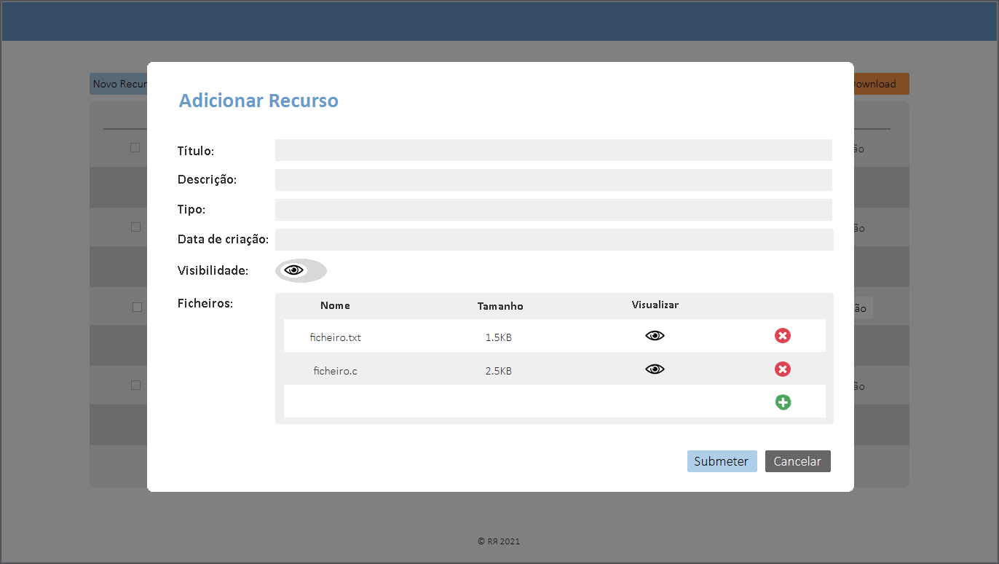 Novo Recur
Download
Adicionar Recurso
Título:
Descrição:
Tipo:
Data de criação:
Visibilidade:
Ficheiros:
Nome Tamanho Visualizar
ficheiro.txt 1.5KB
ficheiro.c 2.5KB
Submeter Cancelar
ão
ão
ão
ão
© RЯ 2021